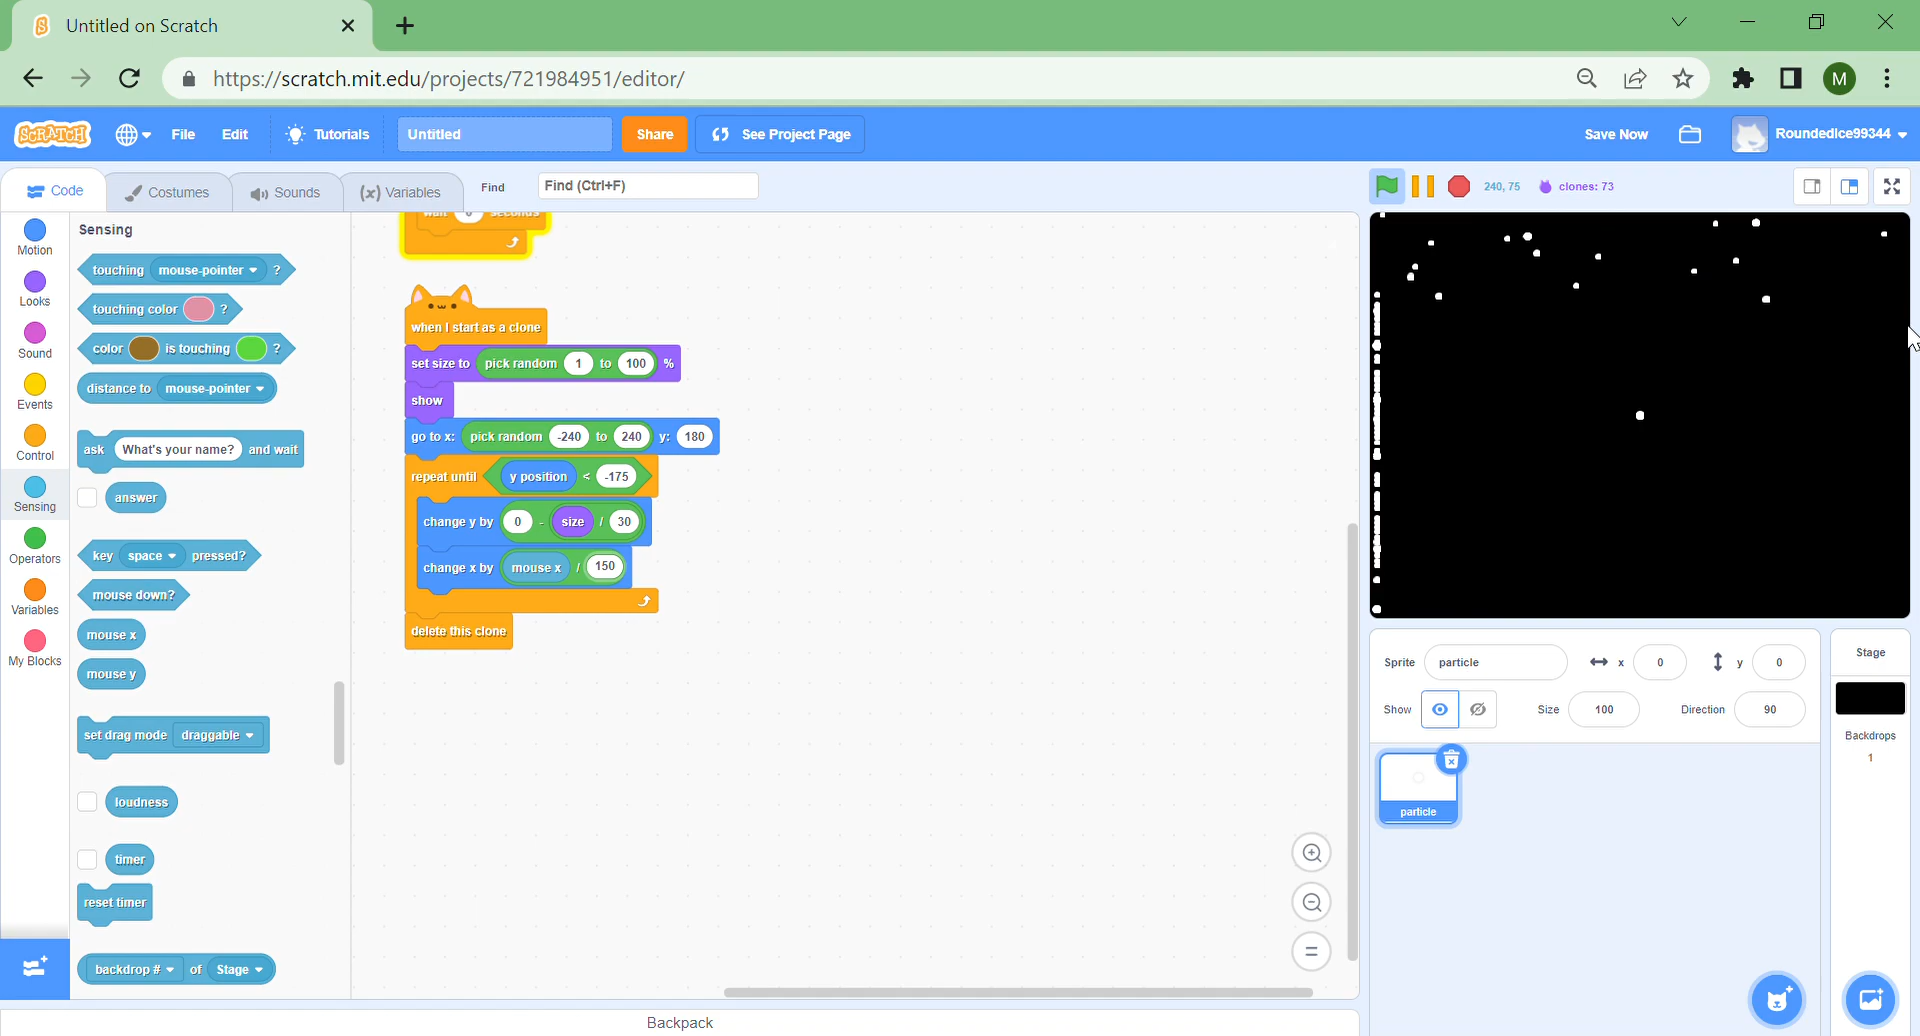 Untitled on Scratch
https://scratch.mit.edu/projects/721984951/editor/
M
SCRATCH
File
Edit
Tutorials
Untitled
Share
See Project Page
Save Now
RoundedIce99344
Code
Costumes
Sounds
(x) Variables
Find
Find (Ctrl+F)
240, 75
clones: 73
Motion
Looks
Sound
Events
Control
Sensing
Operators
Variables
My Blocks
Sensing
touching mouse-pointer ?
touching color ?
color is touching ?
distance to mouse-pointer
ask What's your name? and wait
answer
key space pressed?
mouse down?
mouse x
mouse y
set drag mode draggable
loudness
timer
reset timer
backdrop # of Stage
wait 0 seconds
when I start as a clone
set size to pick random 1 to 100 %
show
go to x: pick random -240 to 240 y: 180
repeat until y position < -175
change y by 0 - size / 30
change x by mouse x / 150
delete this clone
Backpack
Sprite particle x 0 y 0
Show Size 100 Direction 90
particle
Stage
Backdrops
1